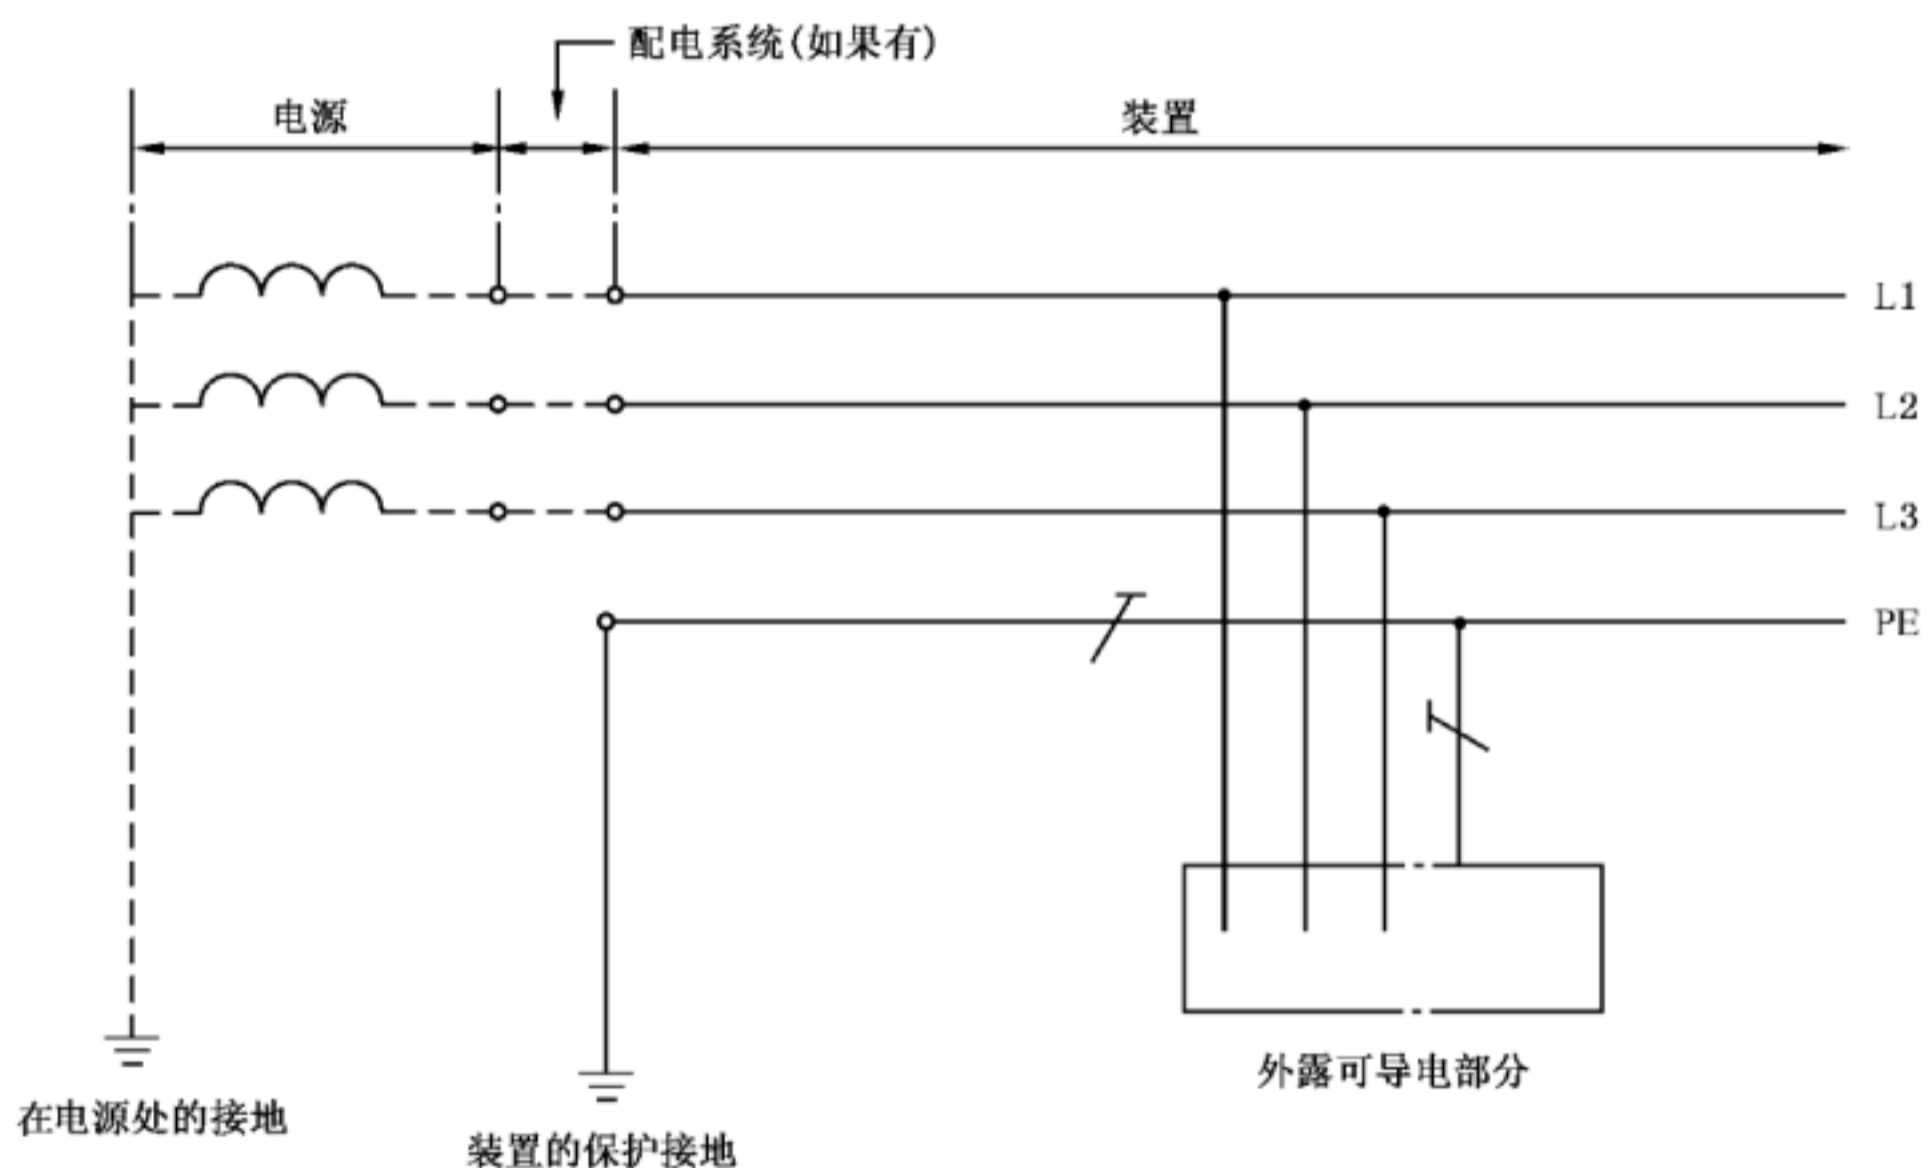 配电系统(如果有)
电源
装置
L1
L2
L3
PE
外露可导电部分
在电源处的接地
装置的保护接地